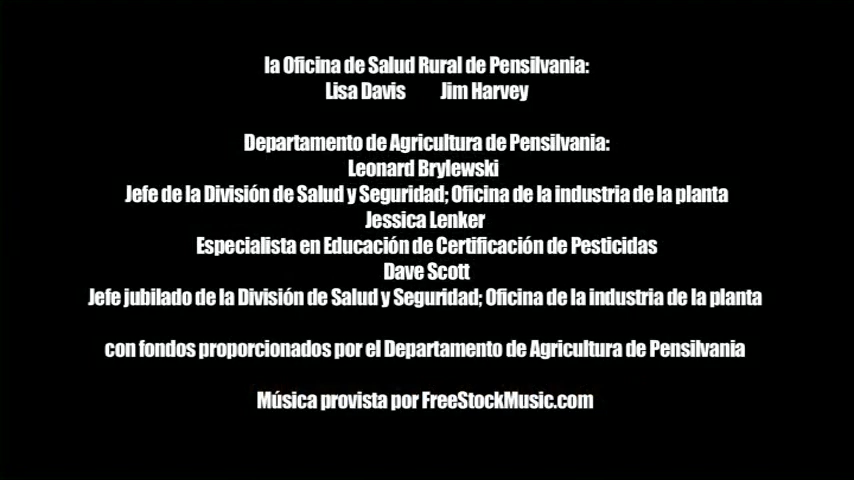 la Oficina de Salud Rural de Pensilvania:
Lisa Davis Jim Harvey
Departamento de Agricultura de Pensilvania:
Leonard Brylewski
Jefe de la División de Salud y Seguridad; Oficina de la industria de la planta
Jessica Lenker
Especialista en Educación de Certificación de Pesticidas
Dave Scott
Jefe jubilado de la División de Salud y Seguridad; Oficina de la industria de la planta
con fondos proporcionados por el Departamento de Agricultura de Pensilvania
Música provista por FreeStockMusic.com